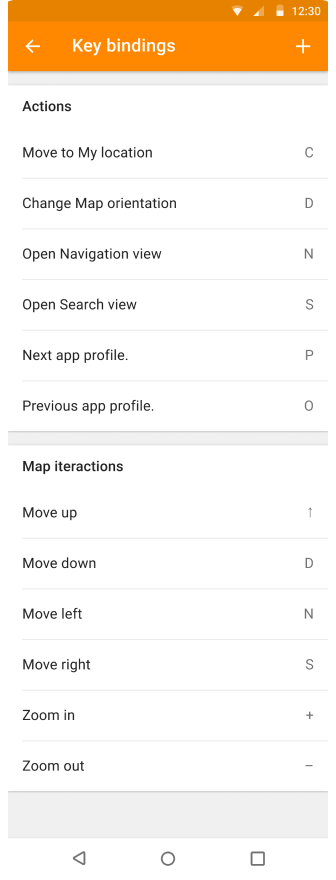 12:30
Key bindings
Actions
Move to My location C
Change Map orientation D
Open Navigation view N
Open Search view S
Next app profile. P
Previous app profile. O
Map iteractions
Move up ↑
Move down D
Move left N
Move right S
Zoom in +
Zoom out −